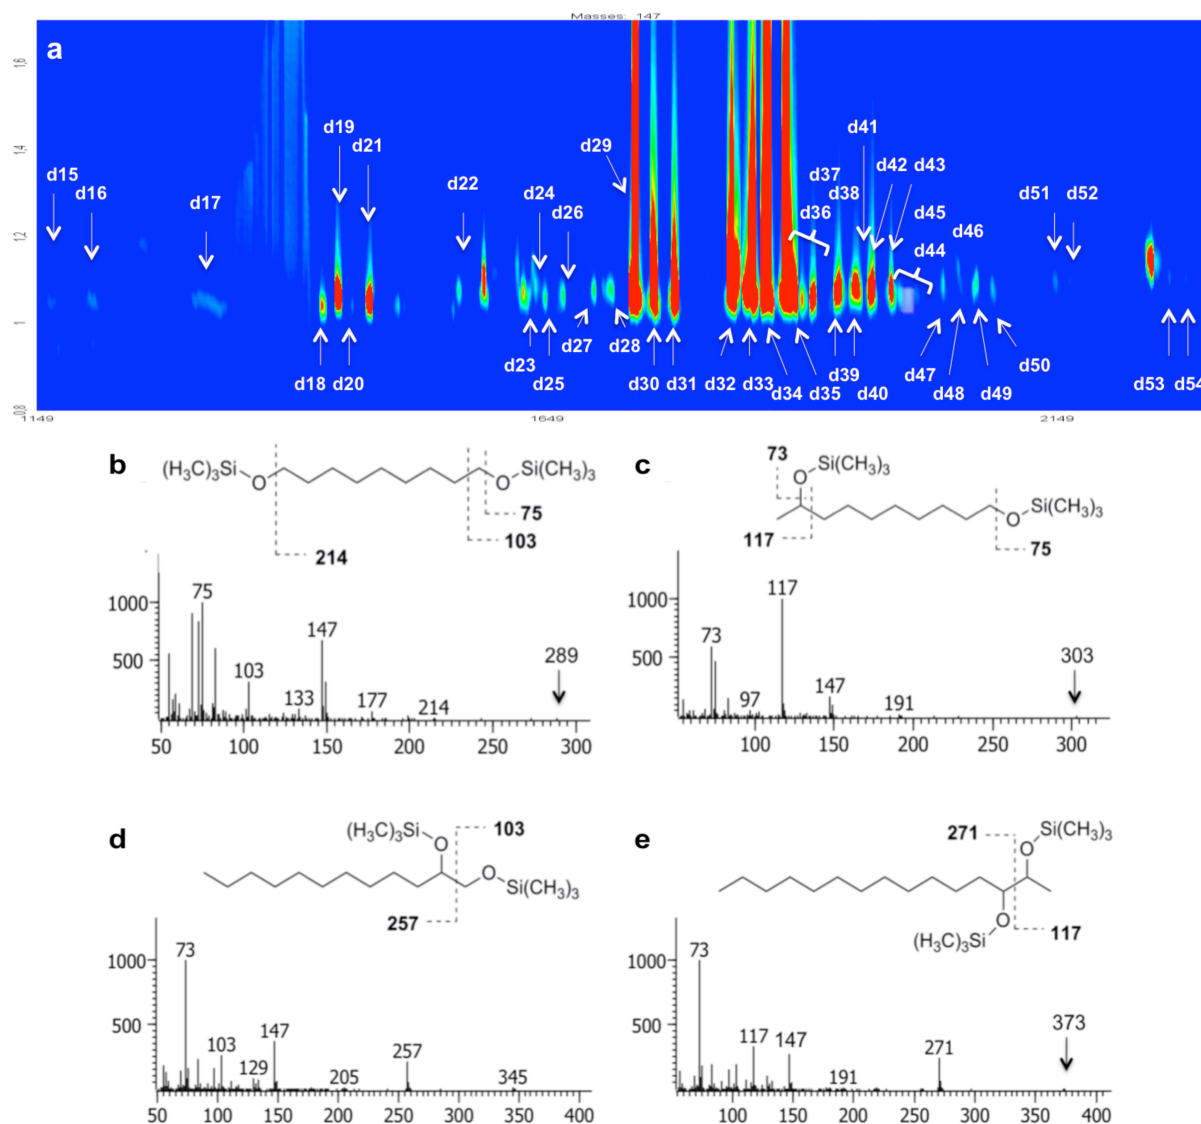 Masses: 147
a
1.6
1.4
1.2
1
0.8
d15
d16
d17
d19
d21
d22
d24
d26
d29
d37
d36
d38
d41
d42
d43
d45
d44
d46
d51
d52
d18
d20
d23
d25
d27
d28
d30
d31
d32
d33
d34
d35
d39
d40
d47
d48
d49
d50
d53
d54
1149
1649
2149
b
(H₃C)₃Si
O
O
Si(CH₃)₃
75
103
214
1000
500
75
147
103
133
177
214
289
50
100
150
200
250
300
c
73
Si(CH₃)₃
O
117
O
Si(CH₃)₃
75
1000
500
117
73
97
147
191
303
100
150
200
250
300
d
(H₃C)₃Si
O
103
O
Si(CH₃)₃
257
1000
500
73
103
129
147
205
257
345
50
100
150
200
250
300
350
400
e
271
Si(CH₃)₃
O
O
(H₃C)₃Si
117
1000
500
73
117
147
191
271
373
100
150
200
250
300
350
400